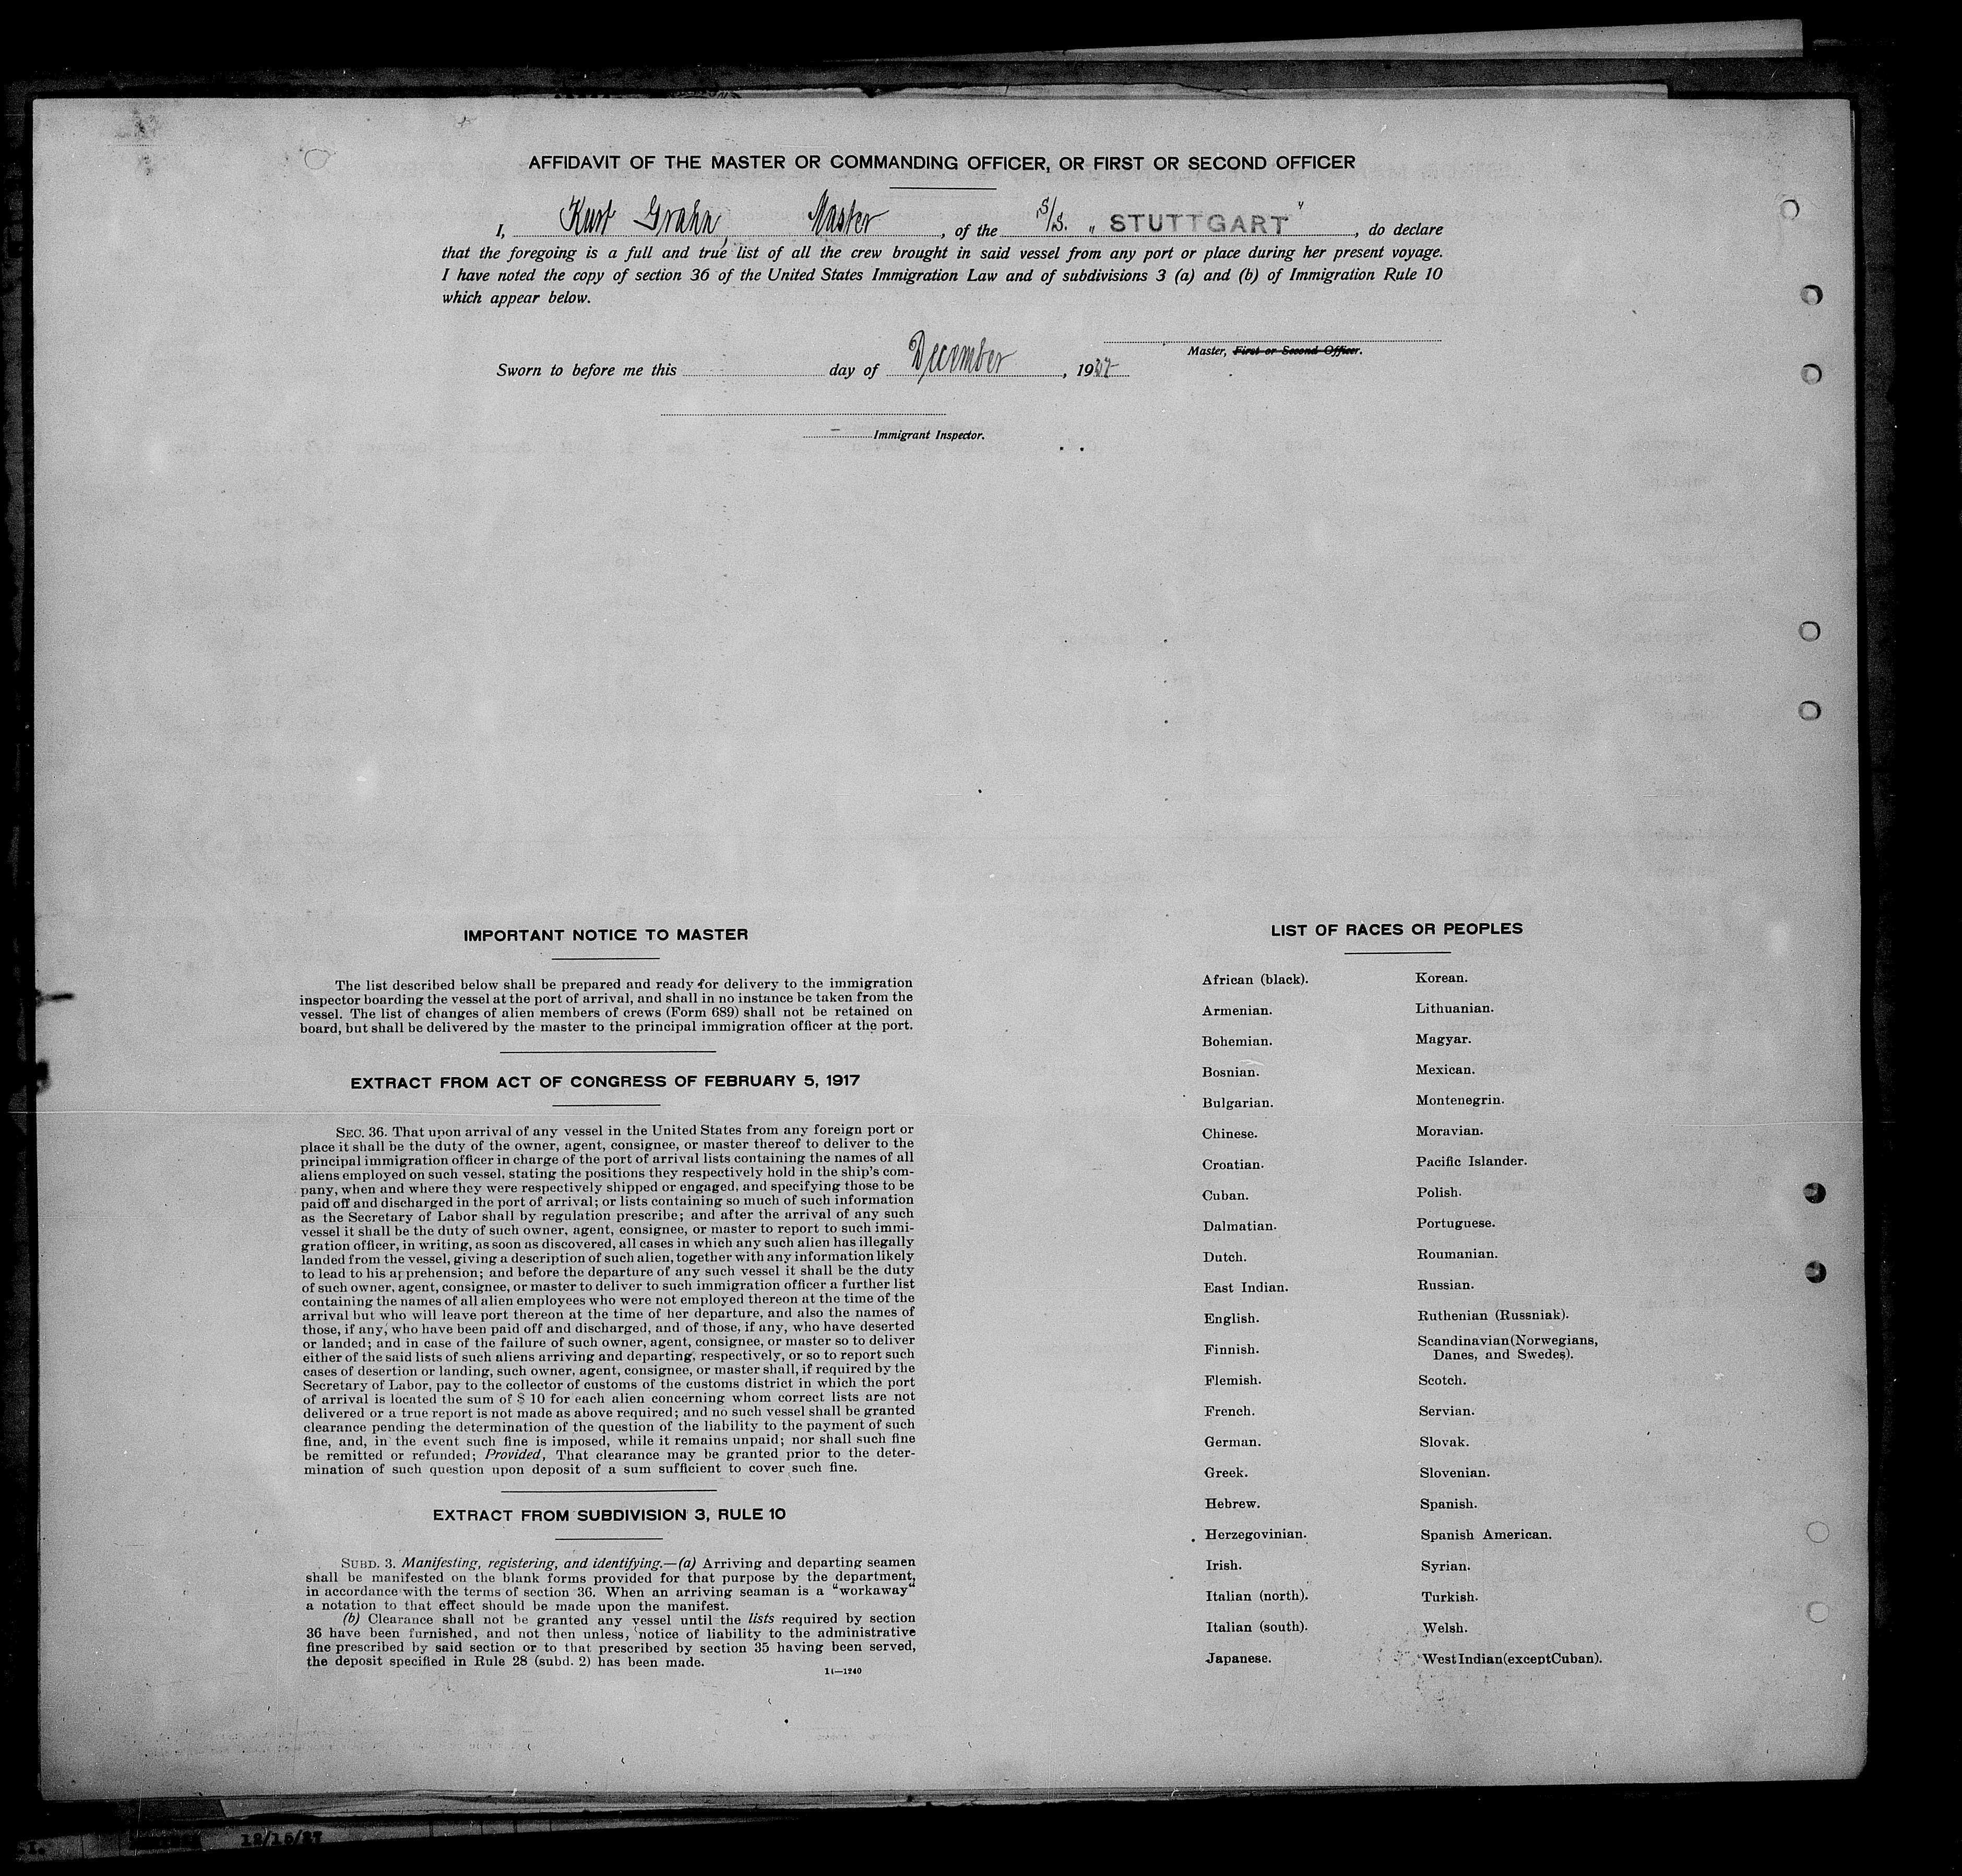 AFFIDAVIT OF THE MASTER OR COMMANDING OFFICER, OR FIRST OR SECOND OFFICER
I, Kurt Grahn, Master, of the S/S. „ STUTTGART ", do declare
that the foregoing is a full and true list of all the crew brought in said vessel from any port or place during her present voyage.
I have noted the copy of section 36 of the United States Immigration Law and of subdivisions 3 (a) and (b) of Immigration Rule 10
which appear below.
Master, First or Second Officer.
Sworn to before me this day of December, 1927
Immigrant Inspector.
IMPORTANT NOTICE TO MASTER
The list described below shall be prepared and ready for delivery to the immigration
inspector boarding the vessel at the port of arrival, and shall in no instance be taken from the
vessel. The list of changes of alien members of crews (Form 689) shall not be retained on
board, but shall be delivered by the master to the principal immigration officer at the port.
EXTRACT FROM ACT OF CONGRESS OF FEBRUARY 5, 1917
SEC. 36. That upon arrival of any vessel in the United States from any foreign port or
place it shall be the duty of the owner, agent, consignee, or master thereof to deliver to the
principal immigration officer in charge of the port of arrival lists containing the names of all
aliens employed on such vessel, stating the positions they respectively hold in the ship's com-
pany, when and where they were respectively shipped or engaged, and specifying those to be
paid off and discharged in the port of arrival; or lists containing so much of such information
as the Secretary of Labor shall by regulation prescribe; and after the arrival of any such
vessel it shall be the duty of such owner, agent, consignee, or master to report to such immi-
gration officer, in writing, as soon as discovered, all cases in which any such alien has illegally
landed from the vessel, giving a description of such alien, together with any information likely
to lead to his apprehension; and before the departure of any such vessel it shall be the duty
of such owner, agent, consignee, or master to deliver to such immigration officer a further list
containing the names of all alien employees who were not employed thereon at the time of the
arrival but who will leave port thereon at the time of her departure, and also the names of
those, if any, who have been paid off and discharged, and of those, if any, who have deserted
or landed; and in case of the failure of such owner, agent, consignee, or master so to deliver
either of the said lists of such aliens arriving and departing, respectively, or so to report such
cases of desertion or landing, such owner, agent, consignee, or master shall, if required by the
Secretary of Labor, pay to the collector of customs of the customs district in which the port
of arrival is located the sum of $ 10 for each alien concerning whom correct lists are not
delivered or a true report is not made as above required; and no such vessel shall be granted
clearance pending the determination of the question of the liability to the payment of such
fine, and, in the event such fine is imposed, while it remains unpaid; nor shall such fine
be remitted or refunded; Provided, That clearance may be granted prior to the deter-
mination of such question upon deposit of a sum sufficient to cover such fine.
EXTRACT FROM SUBDIVISION 3, RULE 10
SUBD. 3. Manifesting, registering, and identifying.—(a) Arriving and departing seamen
shall be manifested on the blank forms provided for that purpose by the department,
in accordance with the terms of section 36. When an arriving seaman is a "workaway"
a notation to that effect should be made upon the manifest.
(b) Clearance shall not be granted any vessel until the lists required by section
36 have been furnished, and not then unless, notice of liability to the administrative
fine prescribed by said section or to that prescribed by section 35 having been served,
the deposit specified in Rule 28 (subd. 2) has been made.
14—1240
LIST OF RACES OR PEOPLES
African (black).
Armenian.
Bohemian.
Bosnian.
Bulgarian.
Chinese.
Croatian.
Cuban.
Dalmatian.
Dutch.
East Indian.
English.
Finnish.
Flemish.
French.
German.
Greek.
Hebrew.
Herzegovinian.
Irish.
Italian (north).
Italian (south).
Japanese.
Korean.
Lithuanian.
Magyar.
Mexican.
Montenegrin.
Moravian.
Pacific Islander.
Polish.
Portuguese.
Roumanian.
Russian.
Ruthenian (Russniak).
Scandinavian (Norwegians,
Danes, and Swedes).
Scotch.
Servian.
Slovak.
Slovenian.
Spanish.
Spanish American.
Syrian.
Turkish.
Welsh.
West Indian (except Cuban).
12/15/27